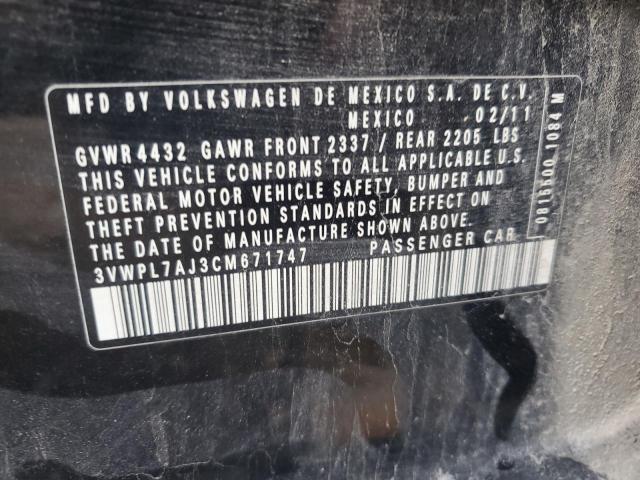 MFD BY VOLKSWAGEN DE MEXICO S.A. DE C.V.
MEXICO 02/11
GVWR 4432 GAWR FRONT 2337 / REAR 2205 LBS
THIS VEHICLE CONFORMS TO ALL APPLICABLE U.S.
FEDERAL MOTOR VEHICLE SAFETY, BUMPER AND
THEFT PREVENTION STANDARDS IN EFFECT ON
THE DATE OF MANUFACTURE SHOWN ABOVE.
3VWPL7AJ3CM671747 PASSENGER CAR
0815500 1084 M